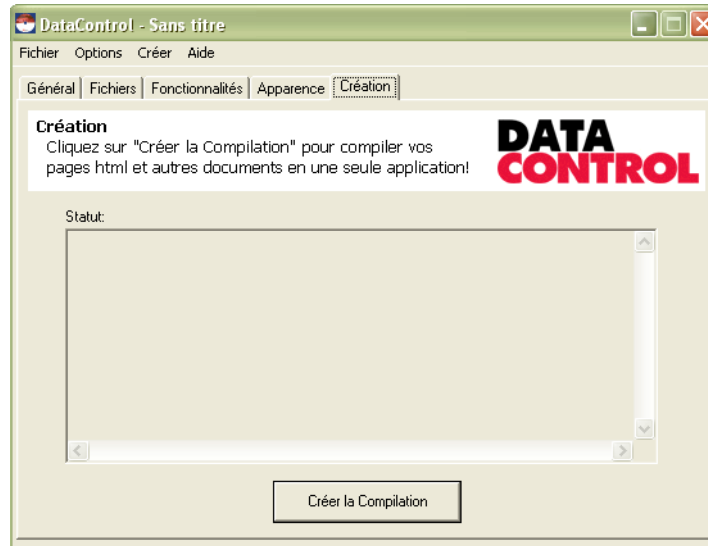 DataControl - Sans titre
Fichier Options Créer Aide
Général Fichiers Fonctionnalités Apparence Création
Création
Cliquez sur "Créer la Compilation" pour compiler vos
pages html et autres documents en une seule application!
DATA
CONTROL
Statut:
Créer la Compilation